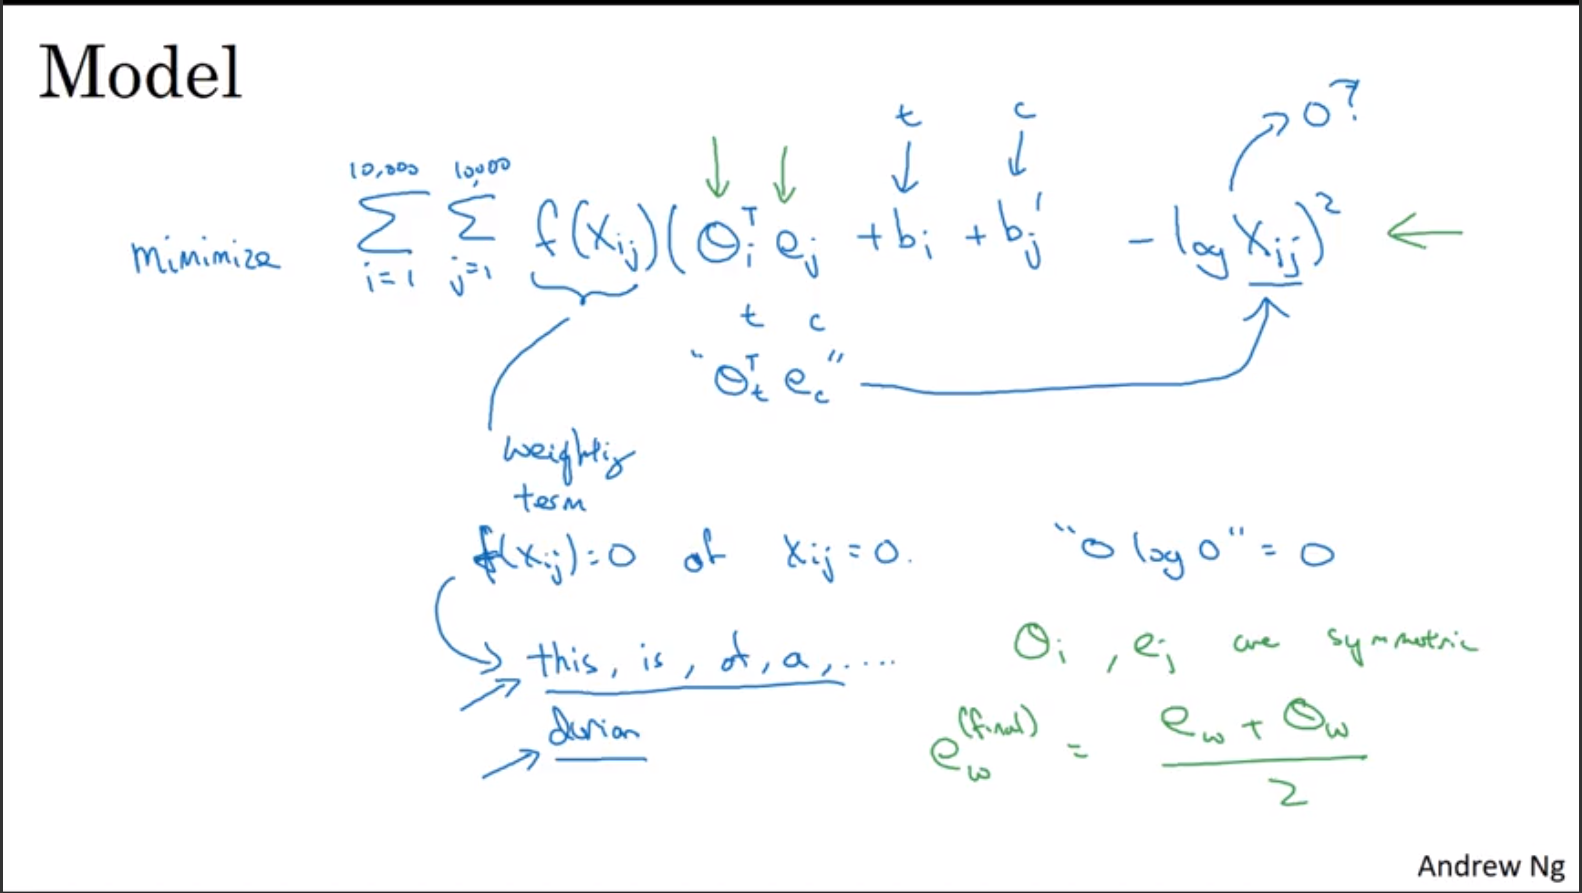 Model
t c 0?
10,000 10,000
minimize Σ Σ f(Xij)(θiᵀ ej + bi + bj' - log Xij)²
i=1 j=1
t c
"θtᵀ ec"
weighting
term
f(Xij)=0 of Xij=0. "0 log 0" = 0
this, is, of, a, .... θi, ej are symmetric
durian ew(final) = ew + θw
2
Andrew Ng